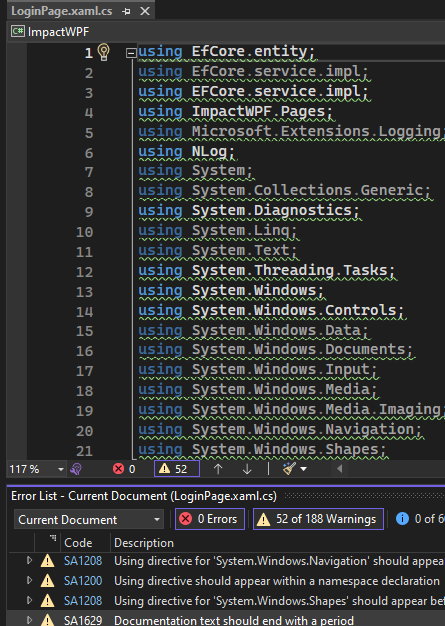 LoginPage.xaml.cs
C# ImpactWPF
1 using EfCore.entity;
2 using EfCore.service.impl;
3 using EFCore.service.impl;
4 using ImpactWPF.Pages;
5 using Microsoft.Extensions.Logging;
6 using NLog;
7 using System;
8 using System.Collections.Generic;
9 using System.Diagnostics;
10 using System.Linq;
11 using System.Text;
12 using System.Threading.Tasks;
13 using System.Windows;
14 using System.Windows.Controls;
15 using System.Windows.Data;
16 using System.Windows.Documents;
17 using System.Windows.Input;
18 using System.Windows.Media;
19 using System.Windows.Media.Imaging;
20 using System.Windows.Navigation;
21 using System.Windows.Shapes;
117 % 0 52
Error List - Current Document (LoginPage.xaml.cs)
Current Document 0 Errors 52 of 188 Warnings 0 of 6
Code Description
SA1208 Using directive for 'System.Windows.Navigation' should appear
SA1200 Using directive should appear within a namespace declaration
SA1208 Using directive for 'System.Windows.Shapes' should appear bef
SA1629 Documentation text should end with a period